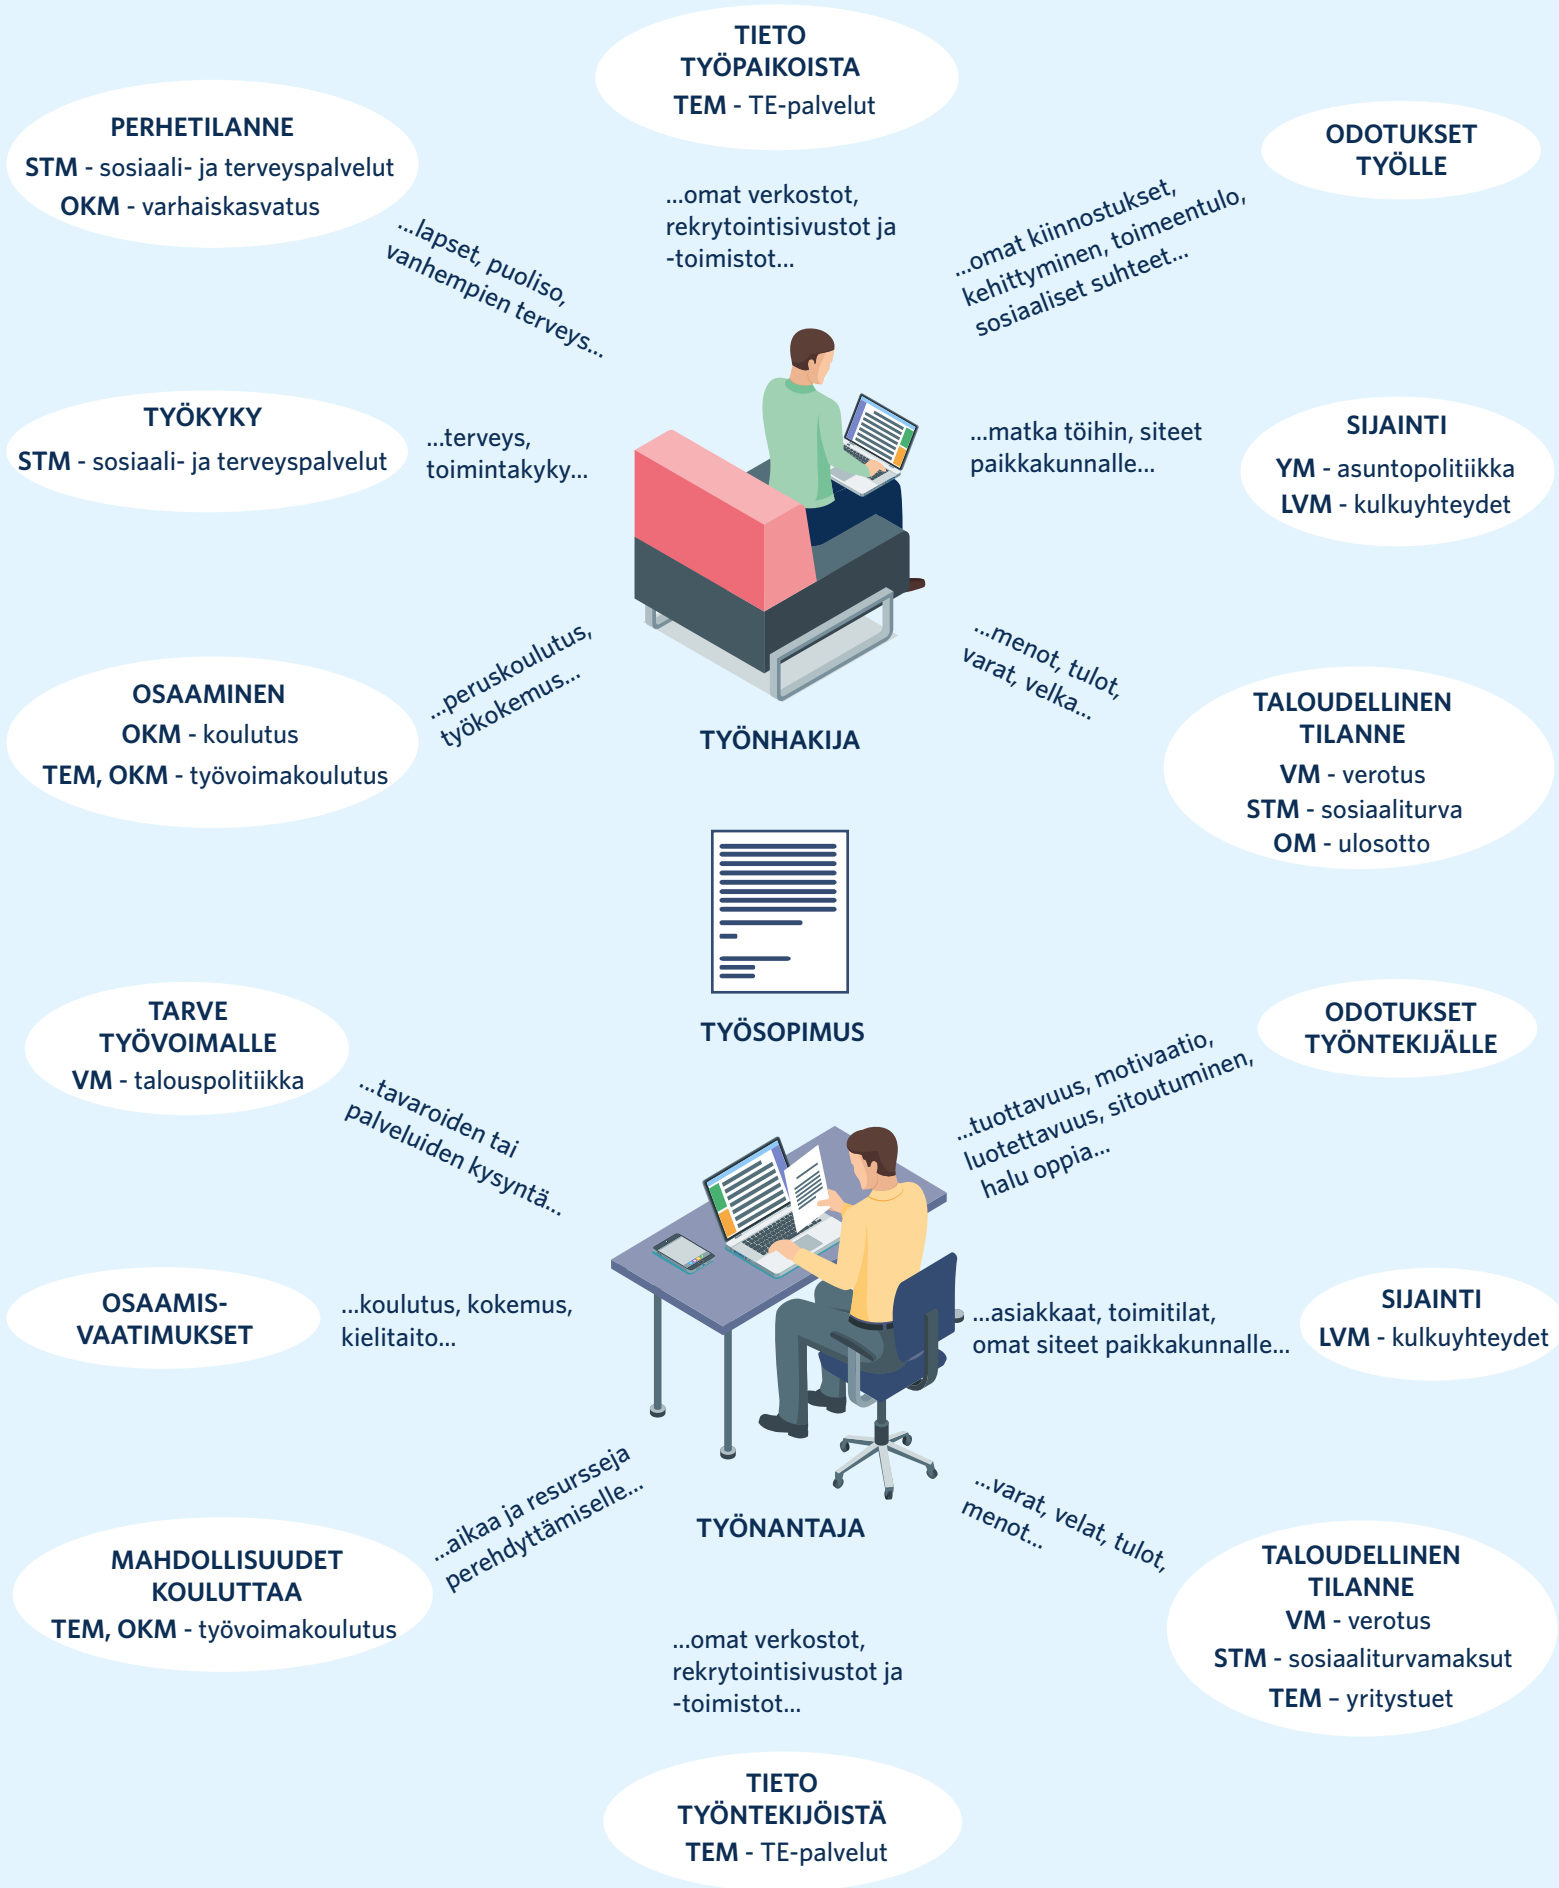 TIETO
TYÖPAIKOISTA
TEM - TE-palvelut
...omat verkostot,
rekrytointisivustot ja
-toimistot...
PERHETILANNE
STM - sosiaali- ja terveyspalvelut
OKM - varhaiskasvatus
...lapset, puoliso,
vanhempien terveys...
ODOTUKSET
TYÖLLE
...omat kiinnostukset,
kehittyminen, toimeentulo,
sosiaaliset suhteet...
TYÖKYKY
STM - sosiaali- ja terveyspalvelut
...terveys,
toimintakyky...
...matka töihin, siteet
paikkakunnalle...
SIJAINTI
YM - asuntopolitiikka
LVM - kulkuyhteydet
OSAAMINEN
OKM - koulutus
TEM, OKM - työvoimakoulutus
...peruskoulutus,
työkokemus...
...menot, tulot,
varat, velka...
TALOUDELLINEN
TILANNE
VM - verotus
STM - sosiaaliturva
OM - ulosotto
TYÖNHAKIJA
TYÖSOPIMUS
TARVE
TYÖVOIMALLE
VM - talouspolitiikka
...tavaroiden tai
palveluiden kysyntä...
ODOTUKSET
TYÖNTEKIJÄLLE
...tuottavuus, motivaatio,
luotettavuus, sitoutuminen,
halu oppia...
OSAAMIS-
VAATIMUKSET
...koulutus, kokemus,
kielitaito...
...asiakkaat, toimitilat,
omat siteet paikkakunnalle...
SIJAINTI
LVM - kulkuyhteydet
MAHDOLLISUUDET
KOULUTTAA
TEM, OKM - työvoimakoulutus
...aikaa ja resursseja
perehdyttämiselle...
TYÖNANTAJA
...varat, velat, tulot,
menot...
TALOUDELLINEN
TILANNE
VM - verotus
STM - sosiaaliturvamaksut
TEM – yritystuet
...omat verkostot,
rekrytointisivustot ja
-toimistot...
TIETO
TYÖNTEKIJÖISTÄ
TEM - TE-palvelut